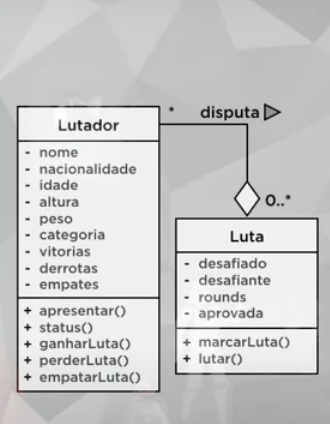 * disputa
Lutador
- nome
- nacionalidade
- idade
- altura
- peso
- categoria
- vitorias
- derrotas
- empates
+ apresentar()
+ status()
+ ganharLuta()
+ perderLuta()
+ empatarLuta()
0..*
Luta
- desafiado
- desafiante
- rounds
- aprovada
+ marcarLuta()
+ lutar()